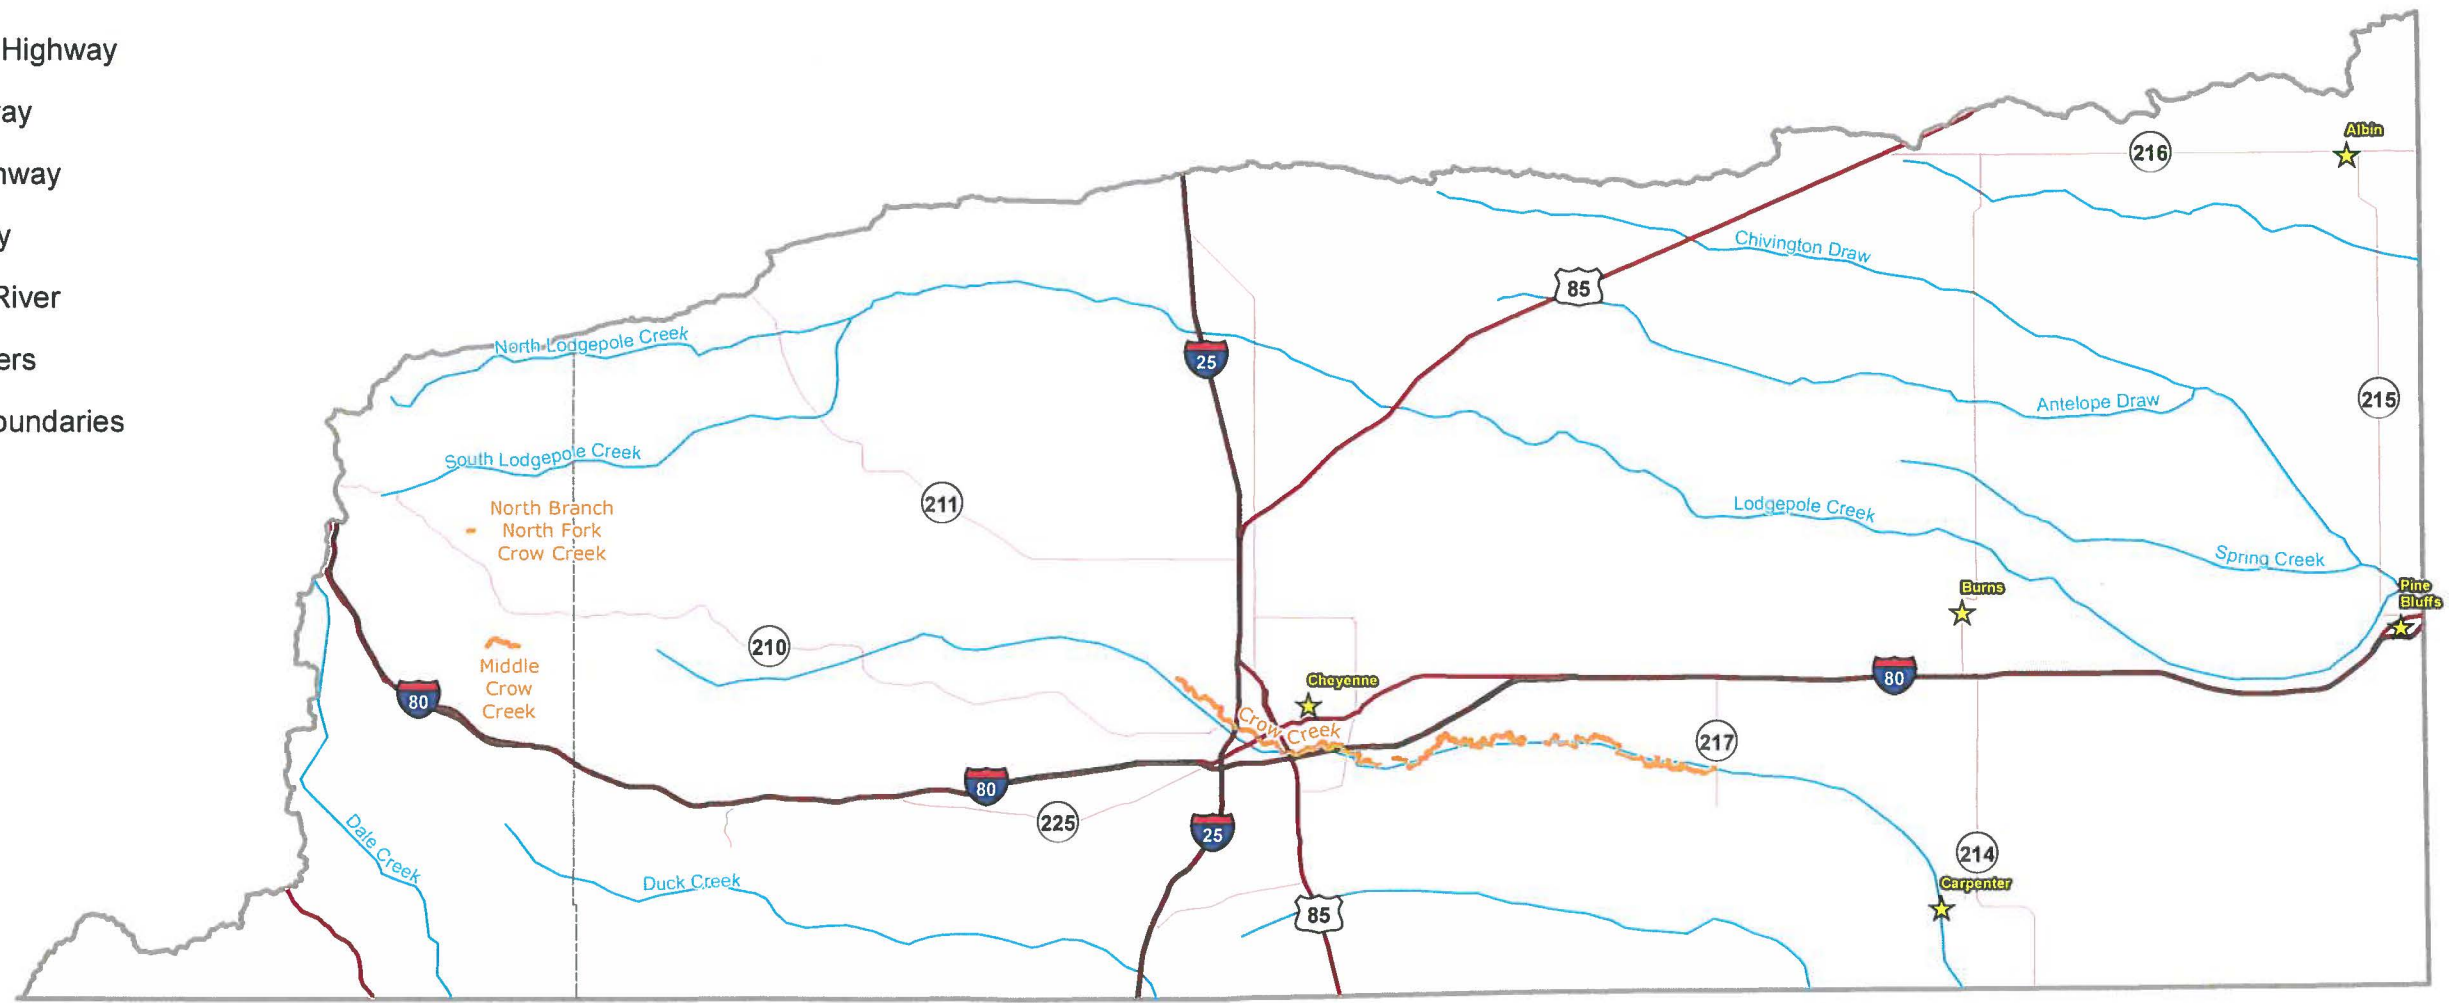 Highway
ay
way
y
River
ers
oundaries
Albin
216
Chivington Draw
85
North Lodgepole Creek
25
215
Antelope Draw
South Lodgepole Creek
211
North Branch
North Fork
Crow Creek
Lodgepole Creek
Spring Creek
Burns
Pine
Bluffs
210
Middle
Crow
Creek
80
Cheyenne
80
Crow Creek
217
80
225
25
Dale Creek
214
Duck Creek
Carpenter
85